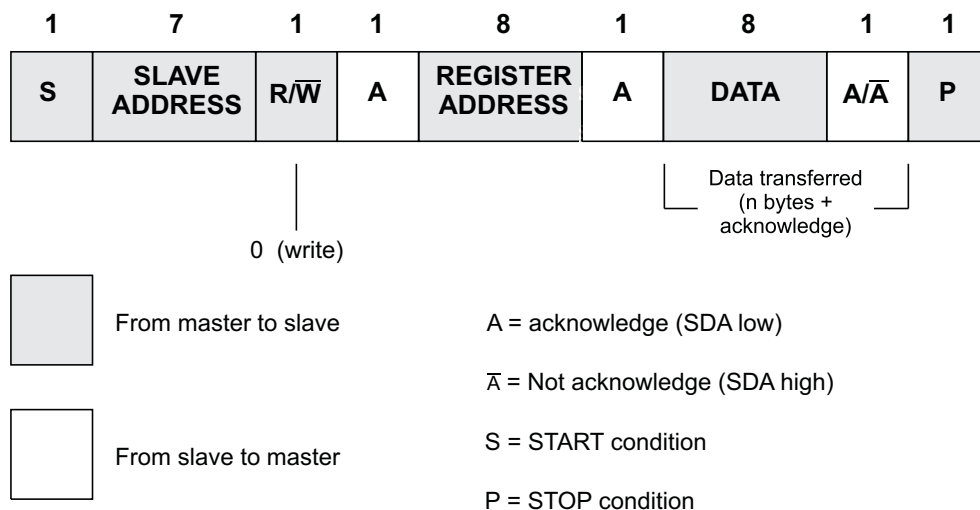 1 7 1 1 8 1 8 1 1
S SLAVE ADDRESS R/W̅ A REGISTER ADDRESS A DATA A/A̅ P
Data transferred
(n bytes +
acknowledge)
0 (write)
From master to slave
A = acknowledge (SDA low)
A̅ = Not acknowledge (SDA high)
From slave to master
S = START condition
P = STOP condition